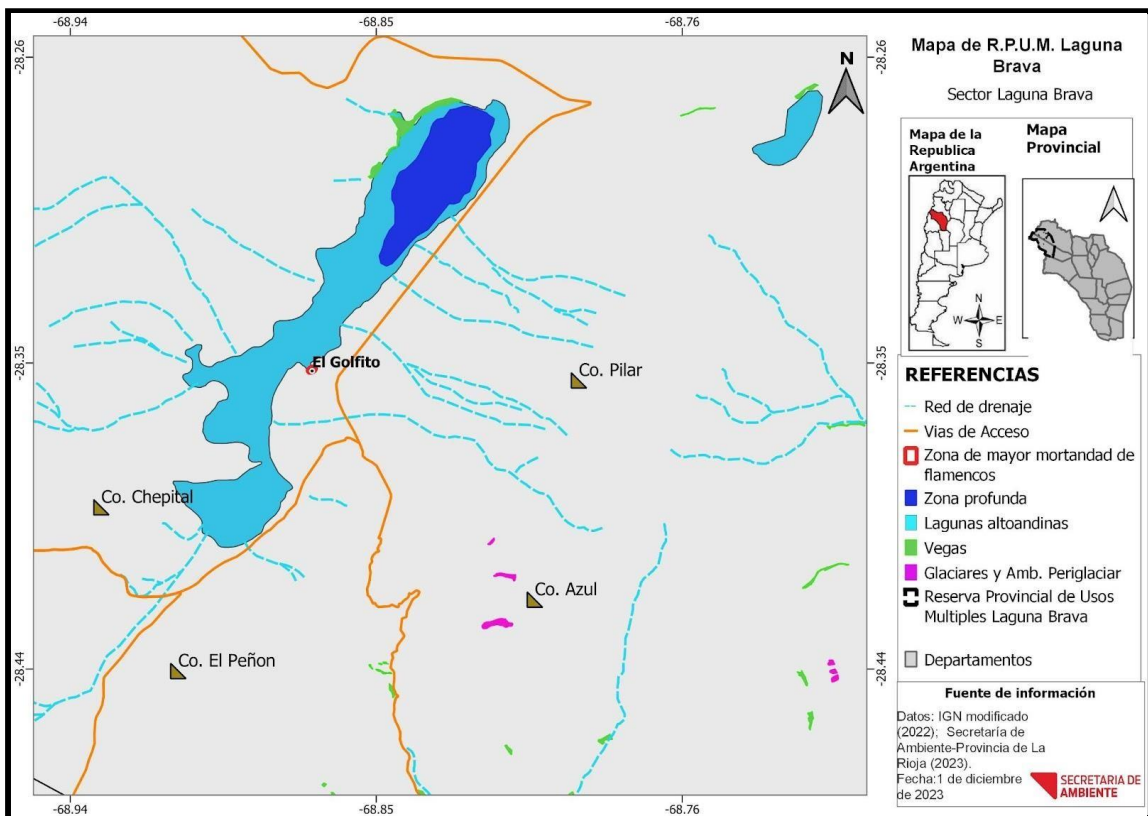 -68.94
-68.85
-68.76
-28.26
-28.26
N
-28.35
-28.35
El Golfito
Co. Pilar
Co. Chepital
Co. Azul
-28.44
-28.44
Co. El Peñon
-68.94
-68.85
-68.76
Mapa de R.P.U.M. Laguna
Brava
Sector Laguna Brava
Mapa de la
Republica
Argentina
Mapa
Provincial
N
W
E
S
REFERENCIAS
Red de drenaje
Vias de Acceso
Zona de mayor mortandad de
flamencos
Zona profunda
Lagunas altoandinas
Vegas
Glaciares y Amb. Periglaciar
Reserva Provincial de Usos
Multiples Laguna Brava
Departamentos
Fuente de información
Datos: IGN modificado
(2022); Secretaría de
Ambiente-Provincia de La
Rioja (2023).
Fecha:1 de diciembre
de 2023
SECRETARIA DE
AMBIENTE